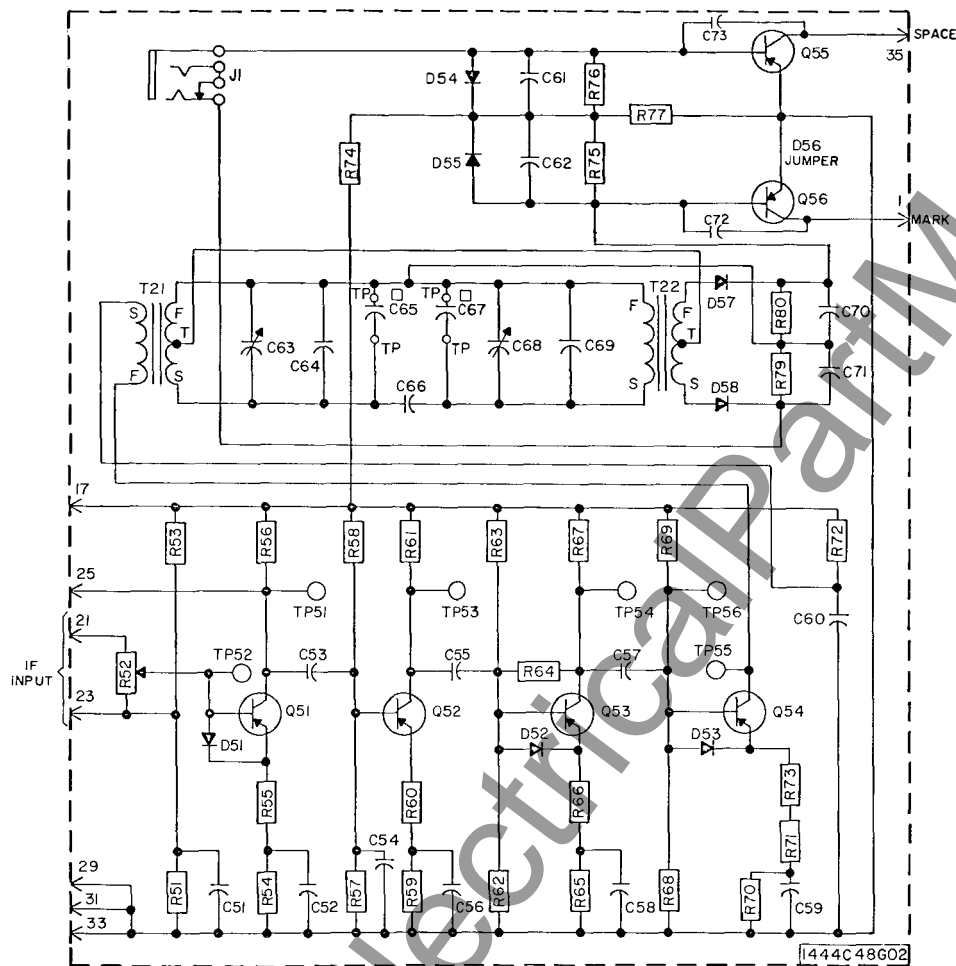 C73
SPACE
Q55
35
J1
D54
C61
R76
R77
R74
D55
C62
R75
D56
JUMPER
Q56
1
C72
MARK
T21
S
F
T
F
S
TP
C65
TP
TP
C67
TP
C63
C64
C66
C68
C69
T22
F
S
F
T
S
D57
D58
R80
R79
C70
C71
17
R53
R56
R58
R61
R63
R67
R69
R72
25
TP51
TP53
TP54
TP56
C60
21
IF
INPUT
R52
TP52
C53
C55
R64
C57
TP55
23
Q51
Q52
Q53
Q54
D51
D52
D53
R55
R60
R66
R73
R71
C54
29
31
33
R51
C51
R54
C52
R57
R59
C56
R62
R65
C58
R68
R70
C59
1444C48G02
lectricalPartM